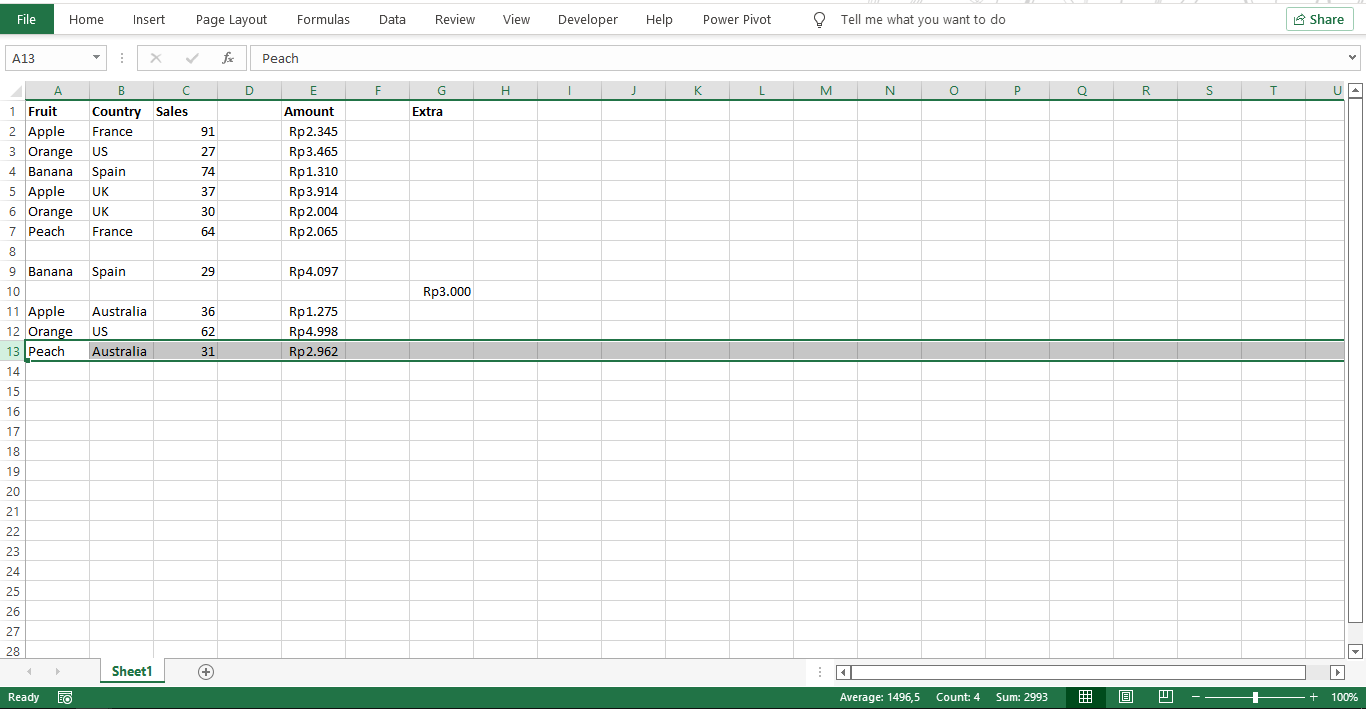 File Home Insert Page Layout Formulas Data Review View Developer Help Power Pivot Tell me what you want to do Share
A13 fx Peach
A B C D E F G H I J K L M N O P Q R S T U
1 Fruit Country Sales Amount Extra
2 Apple France 91 Rp2.345
3 Orange US 27 Rp3.465
4 Banana Spain 74 Rp1.310
5 Apple UK 37 Rp3.914
6 Orange UK 30 Rp2.004
7 Peach France 64 Rp2.065
8
9 Banana Spain 29 Rp4.097
10 Rp3.000
11 Apple Australia 36 Rp1.275
12 Orange US 62 Rp4.998
13 Peach Australia 31 Rp2.962
14
15
16
17
18
19
20
21
22
23
24
25
26
27
28
Sheet1
Ready Average: 1496,5 Count: 4 Sum: 2993 100%